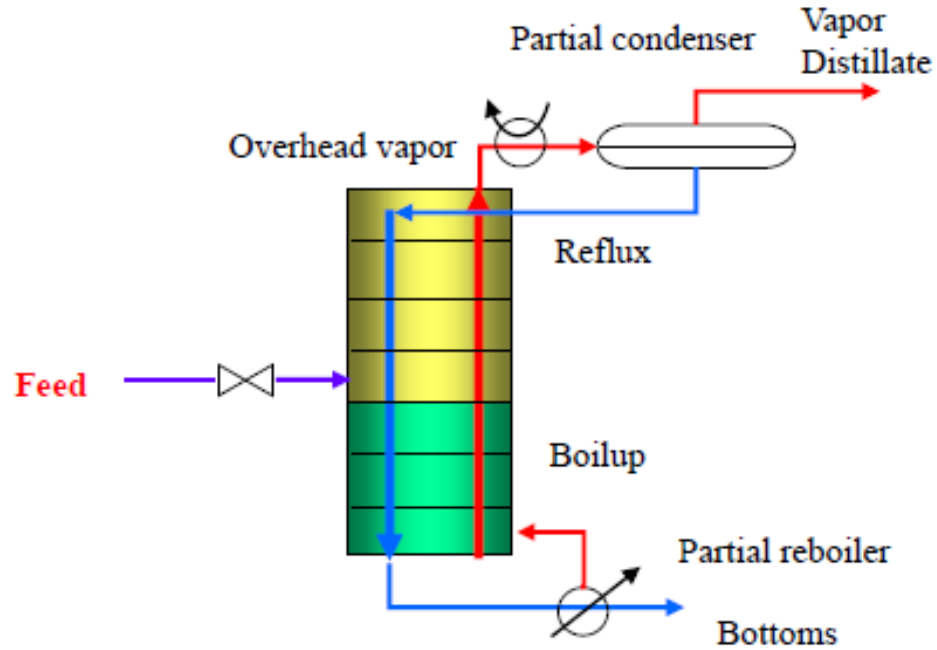 Vapor
Distillate
Partial condenser
Overhead vapor
Reflux
Feed
Boilup
Partial reboiler
Bottoms